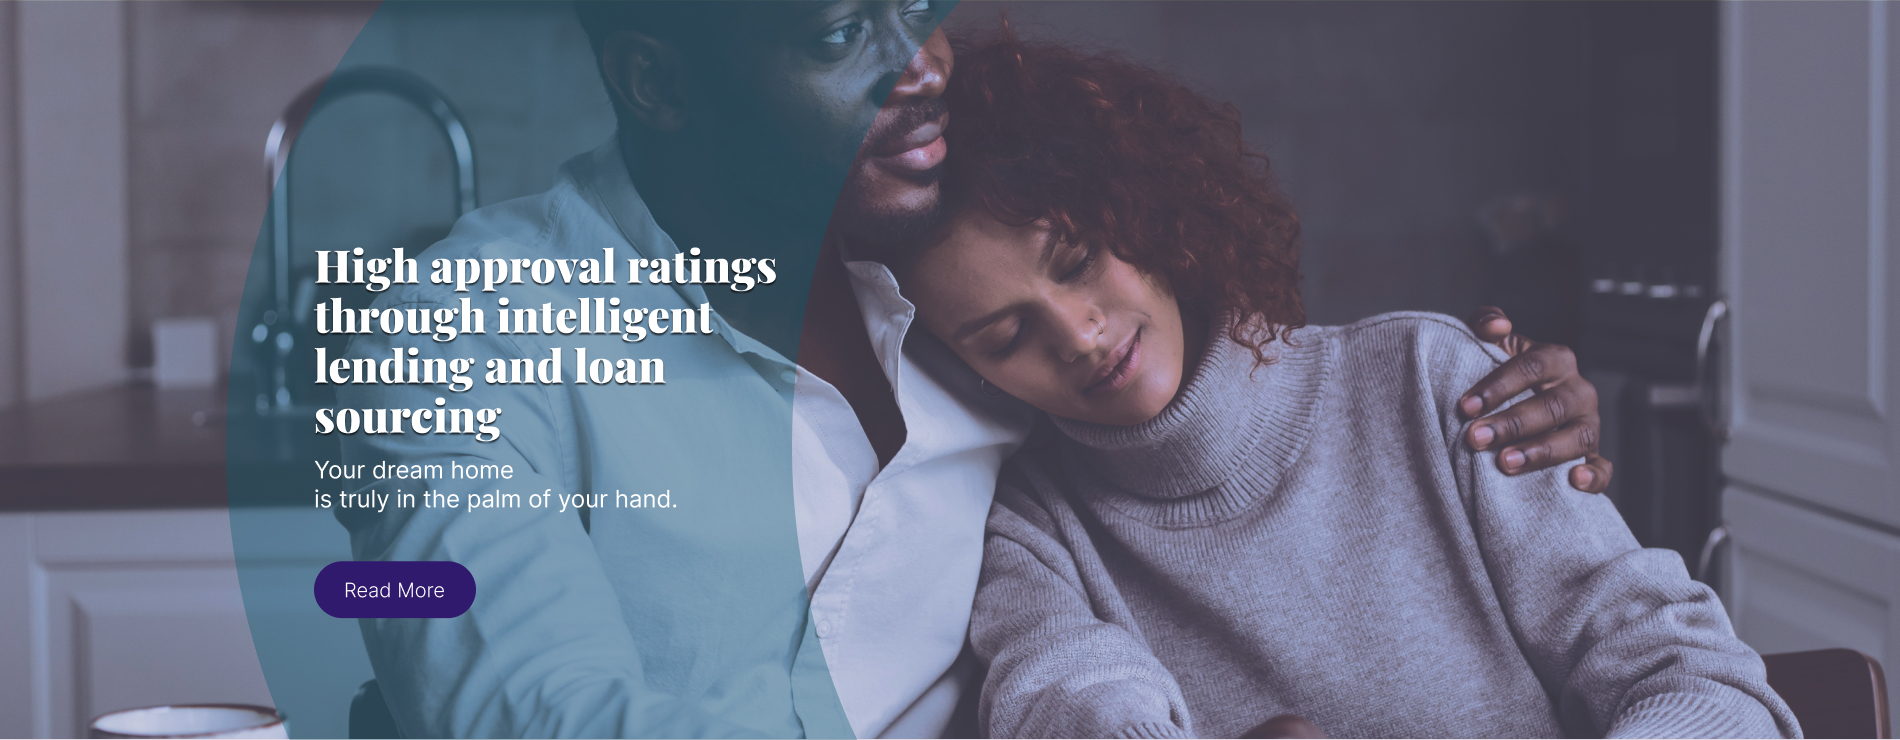 High approval ratings
through intelligent
lending and loan
sourcing
Your dream home
is truly in the palm of your hand.
Read More